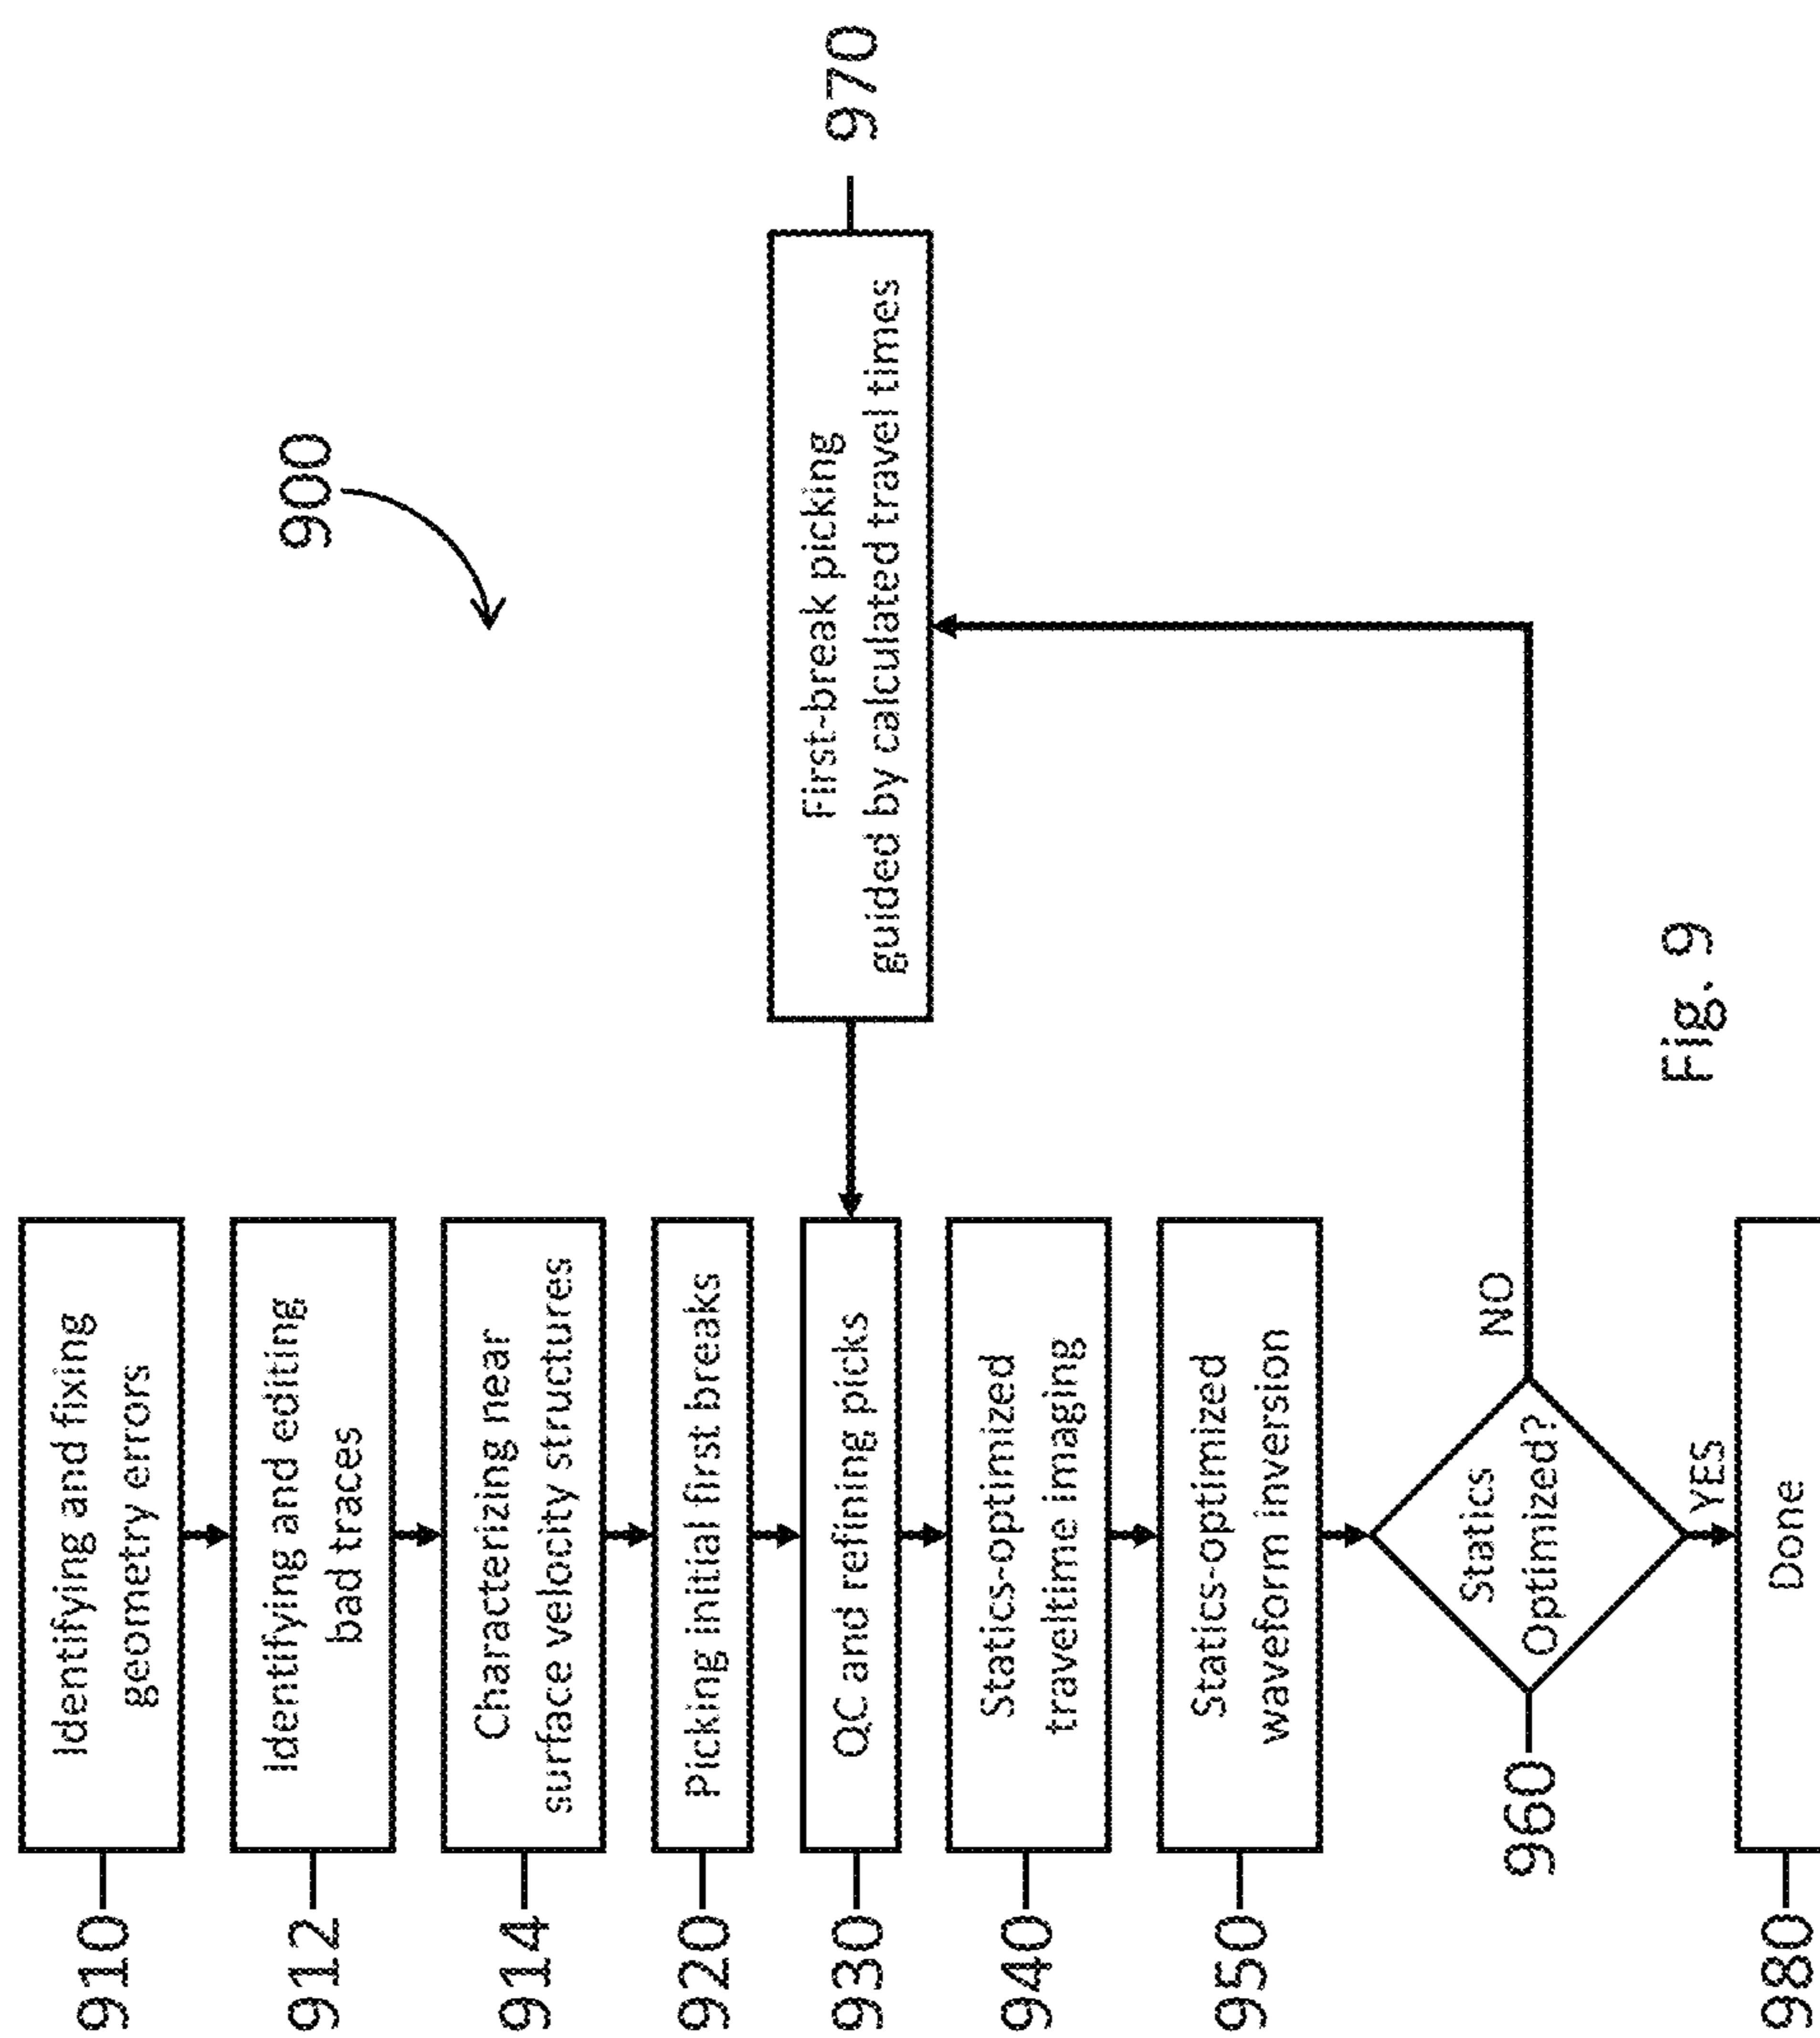 900
910
Identifying and fixing
geometry errors
912
Identifying and editing
bad traces
914
Characterizing near
surface velocity structures
920
Picking initial first breaks
930
QC and refining picks
First-break picking
guided by calculated travel times
970
940
Statics-optimized
traveltime imaging
950
Statics-optimized
waveform inversion
960
Statics
Optimized?
NO
YES
980
Done
Fig. 9